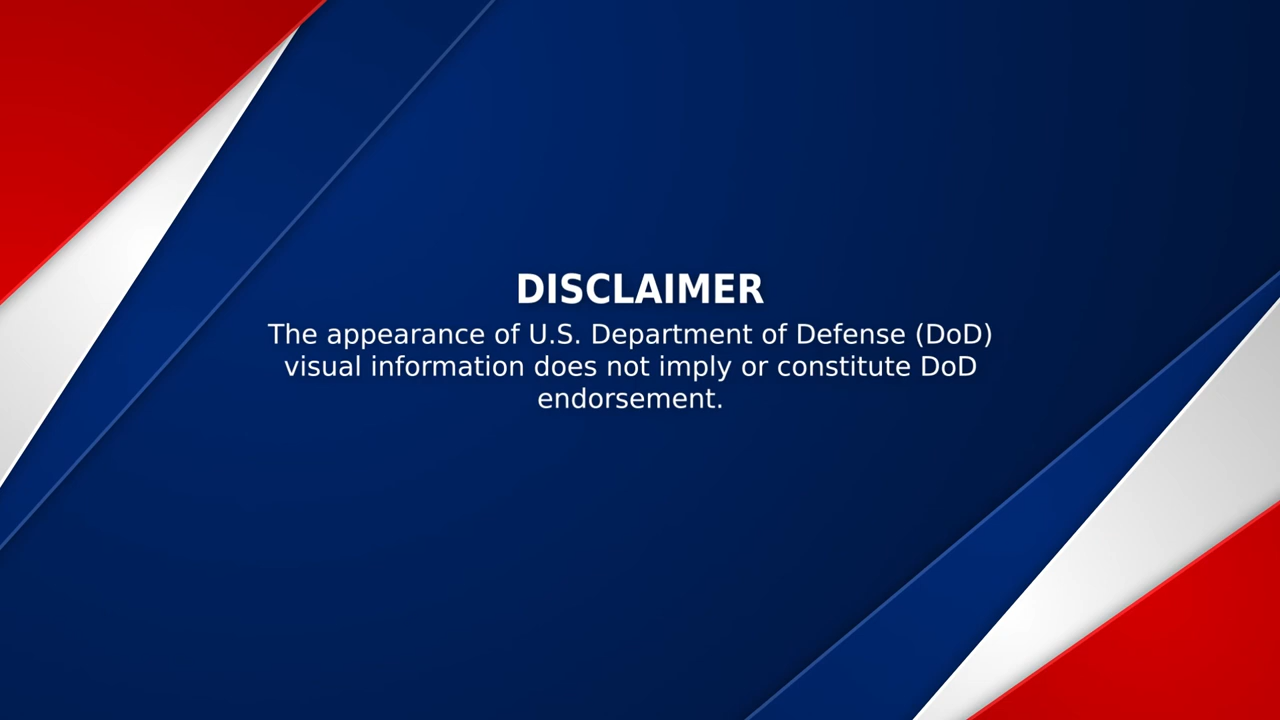 DISCLAIMER
The appearance of U.S. Department of Defense (DoD)
visual information does not imply or constitute DoD
endorsement.